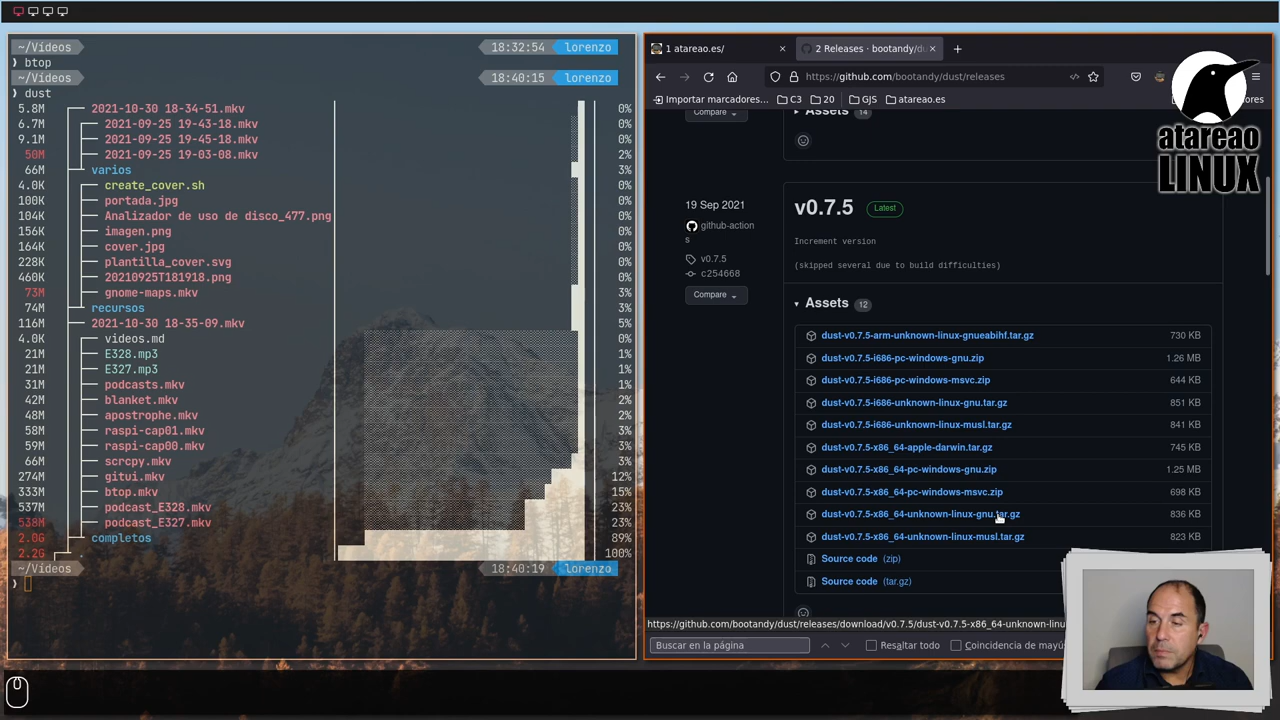 ~/Vídeos 18:32:54 lorenzo
❯ btop
~/Vídeos 18:40:15 lorenzo
❯ dust
5.8M 2021-10-30 18-34-51.mkv 0%
6.7M 2021-09-25 19-43-18.mkv 0%
9.1M 2021-09-25 19-45-18.mkv 0%
50M 2021-09-25 19-03-08.mkv 2%
66M varios 3%
4.0K create_cover.sh 0%
100K portada.jpg 0%
104K Analizador de uso de disco_477.png 0%
156K imagen.png 0%
164K cover.jpg 0%
228K plantilla_cover.svg 0%
460K 20210925T181918.png 0%
73M gnome-maps.mkv 3%
74M recursos 3%
116M 2021-10-30 18-35-09.mkv 5%
4.0K videos.md 0%
21M E328.mp3 1%
21M E327.mp3 1%
31M podcasts.mkv 1%
42M blanket.mkv 2%
48M apostrophe.mkv 2%
58M raspi-cap01.mkv 3%
59M raspi-cap00.mkv 3%
66M scrcpy.mkv 3%
274M gitui.mkv 12%
333M btop.mkv 15%
537M podcast_E328.mkv 23%
538M podcast_E327.mkv 23%
2.0G completos 89%
2.2G . 100%
~/Vídeos 18:40:19 lorenzo
❯
1 atareao.es/
2 Releases · bootandy/du
https://github.com/bootandy/dust/releases
Importar marcadores... C3 20 GJS atareao.es
ores
atareao
LINUX
Compare
Assets 14
19 Sep 2021
github-action
s
v0.7.5
c254668
Compare
v0.7.5 Latest
Increment version
(skipped several due to build difficulties)
Assets 12
dust-v0.7.5-arm-unknown-linux-gnueabihf.tar.gz 730 KB
dust-v0.7.5-i686-pc-windows-gnu.zip 1.26 MB
dust-v0.7.5-i686-pc-windows-msvc.zip 644 KB
dust-v0.7.5-i686-unknown-linux-gnu.tar.gz 851 KB
dust-v0.7.5-i686-unknown-linux-musl.tar.gz 841 KB
dust-v0.7.5-x86_64-apple-darwin.tar.gz 745 KB
dust-v0.7.5-x86_64-pc-windows-gnu.zip 1.25 MB
dust-v0.7.5-x86_64-pc-windows-msvc.zip 698 KB
dust-v0.7.5-x86_64-unknown-linux-gnu.tar.gz 836 KB
dust-v0.7.5-x86_64-unknown-linux-musl.tar.gz 823 KB
Source code (zip)
Source code (tar.gz)
https://github.com/bootandy/dust/releases/download/v0.7.5/dust-v0.7.5-x86_64-unknown-linu
Buscar en la página Resaltar todo Coincidencia de mayú